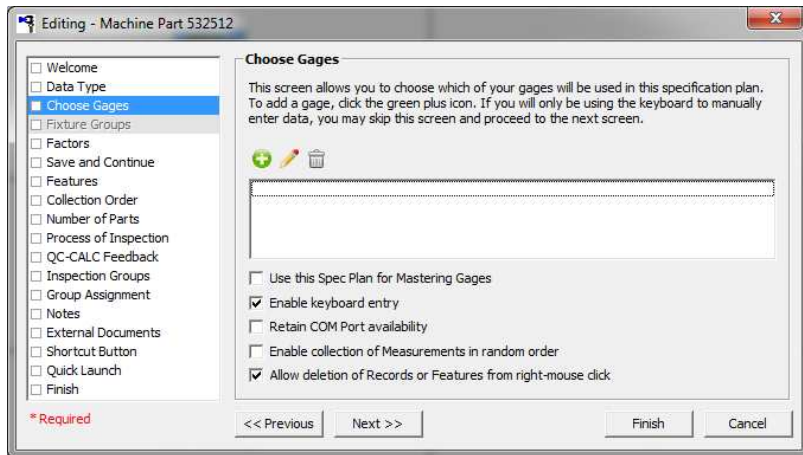 Editing - Machine Part 532512
Welcome
Data Type
Choose Gages
Fixture Groups
Factors
Save and Continue
Features
Collection Order
Number of Parts
Process of Inspection
QC-CALC Feedback
Inspection Groups
Group Assignment
Notes
External Documents
Shortcut Button
Quick Launch
Finish
* Required
Choose Gages
This screen allows you to choose which of your gages will be used in this specification plan.
To add a gage, click the green plus icon. If you will only be using the keyboard to manually
enter data, you may skip this screen and proceed to the next screen.
Use this Spec Plan for Mastering Gages
Enable keyboard entry
Retain COM Port availability
Enable collection of Measurements in random order
Allow deletion of Records or Features from right-mouse click
<< Previous
Next >>
Finish
Cancel